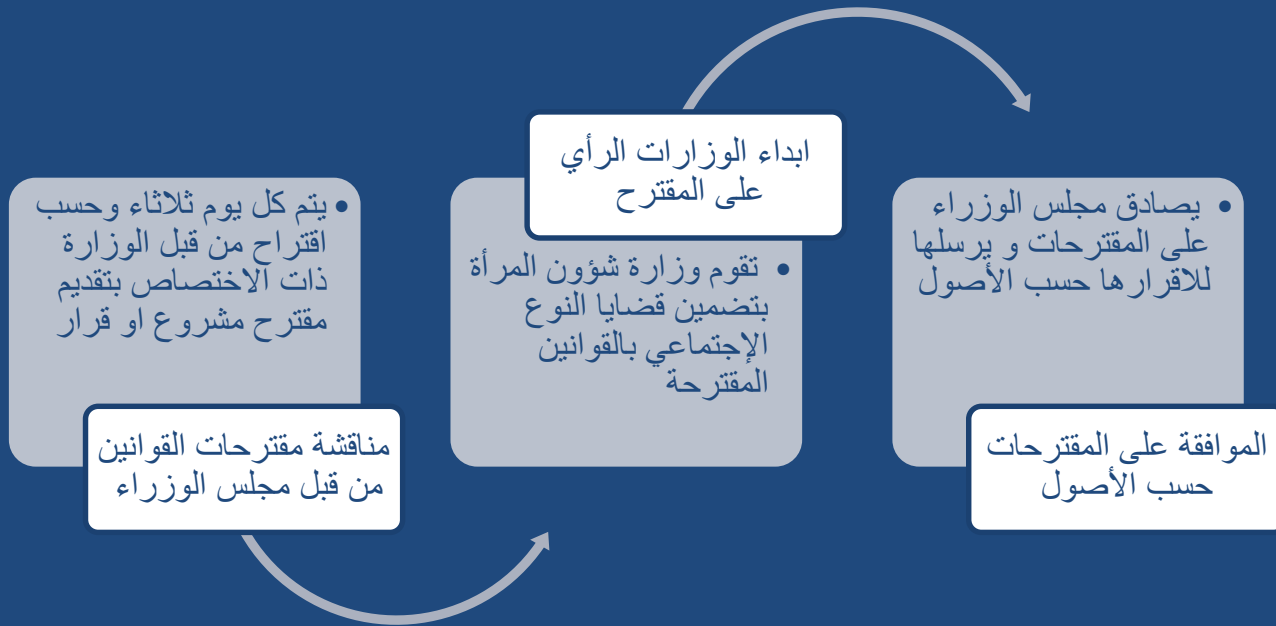 يتم كل يوم ثلاثاء وحسب
اقتراح من قبل الوزارة
ذات الاختصاص بتقديم
مقترح مشروع او قرار
مناقشة مقترحات القوانين
من قبل مجلس الوزراء
ابداء الوزارات الرأي
على المقترح
تقوم وزارة شؤون المرأة
بتضمين قضايا النوع
الإجتماعي بالقوانين
المقترحة
يصادق مجلس الوزراء
على المقترحات و يرسلها
للاقرارها حسب الأصول
الموافقة على المقترحات
حسب الأصول